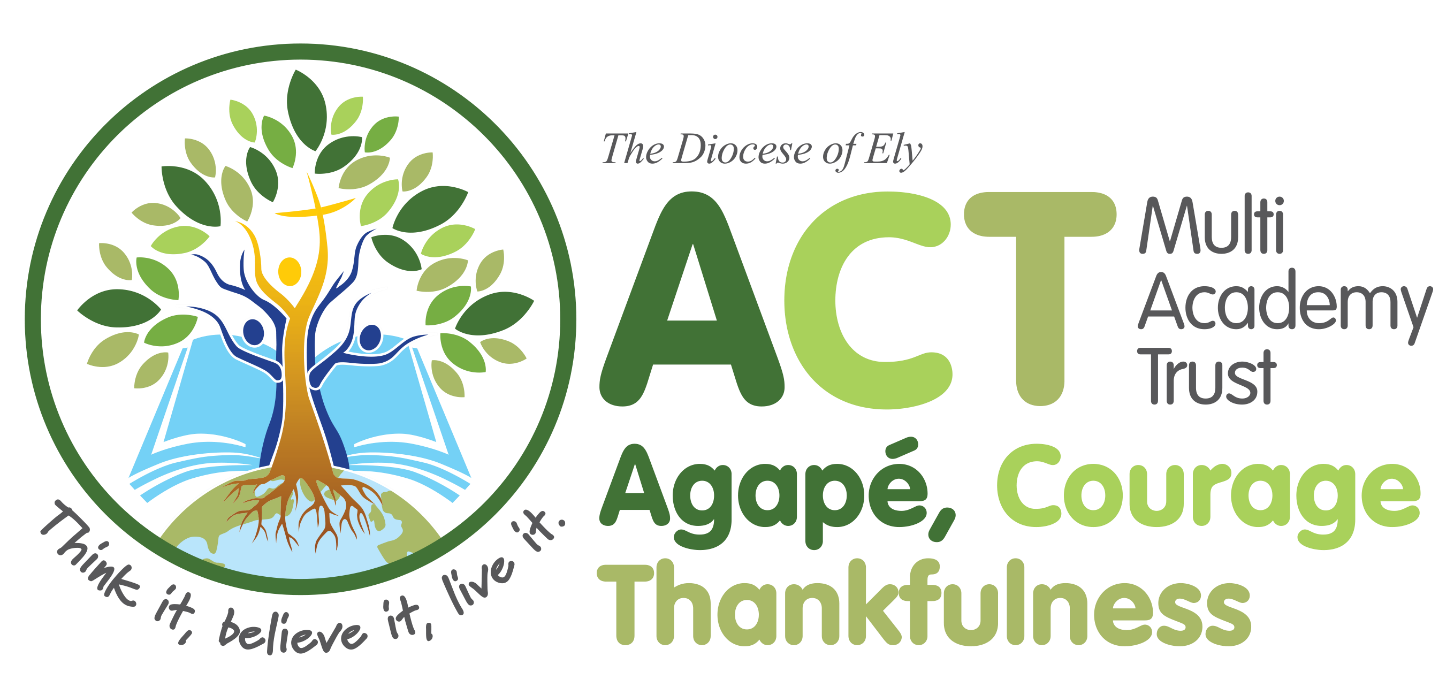 The Diocese of Ely
ACT
Multi
Academy
Trust
Agapé, Courage
Thankfulness
Think it, believe it, live it.